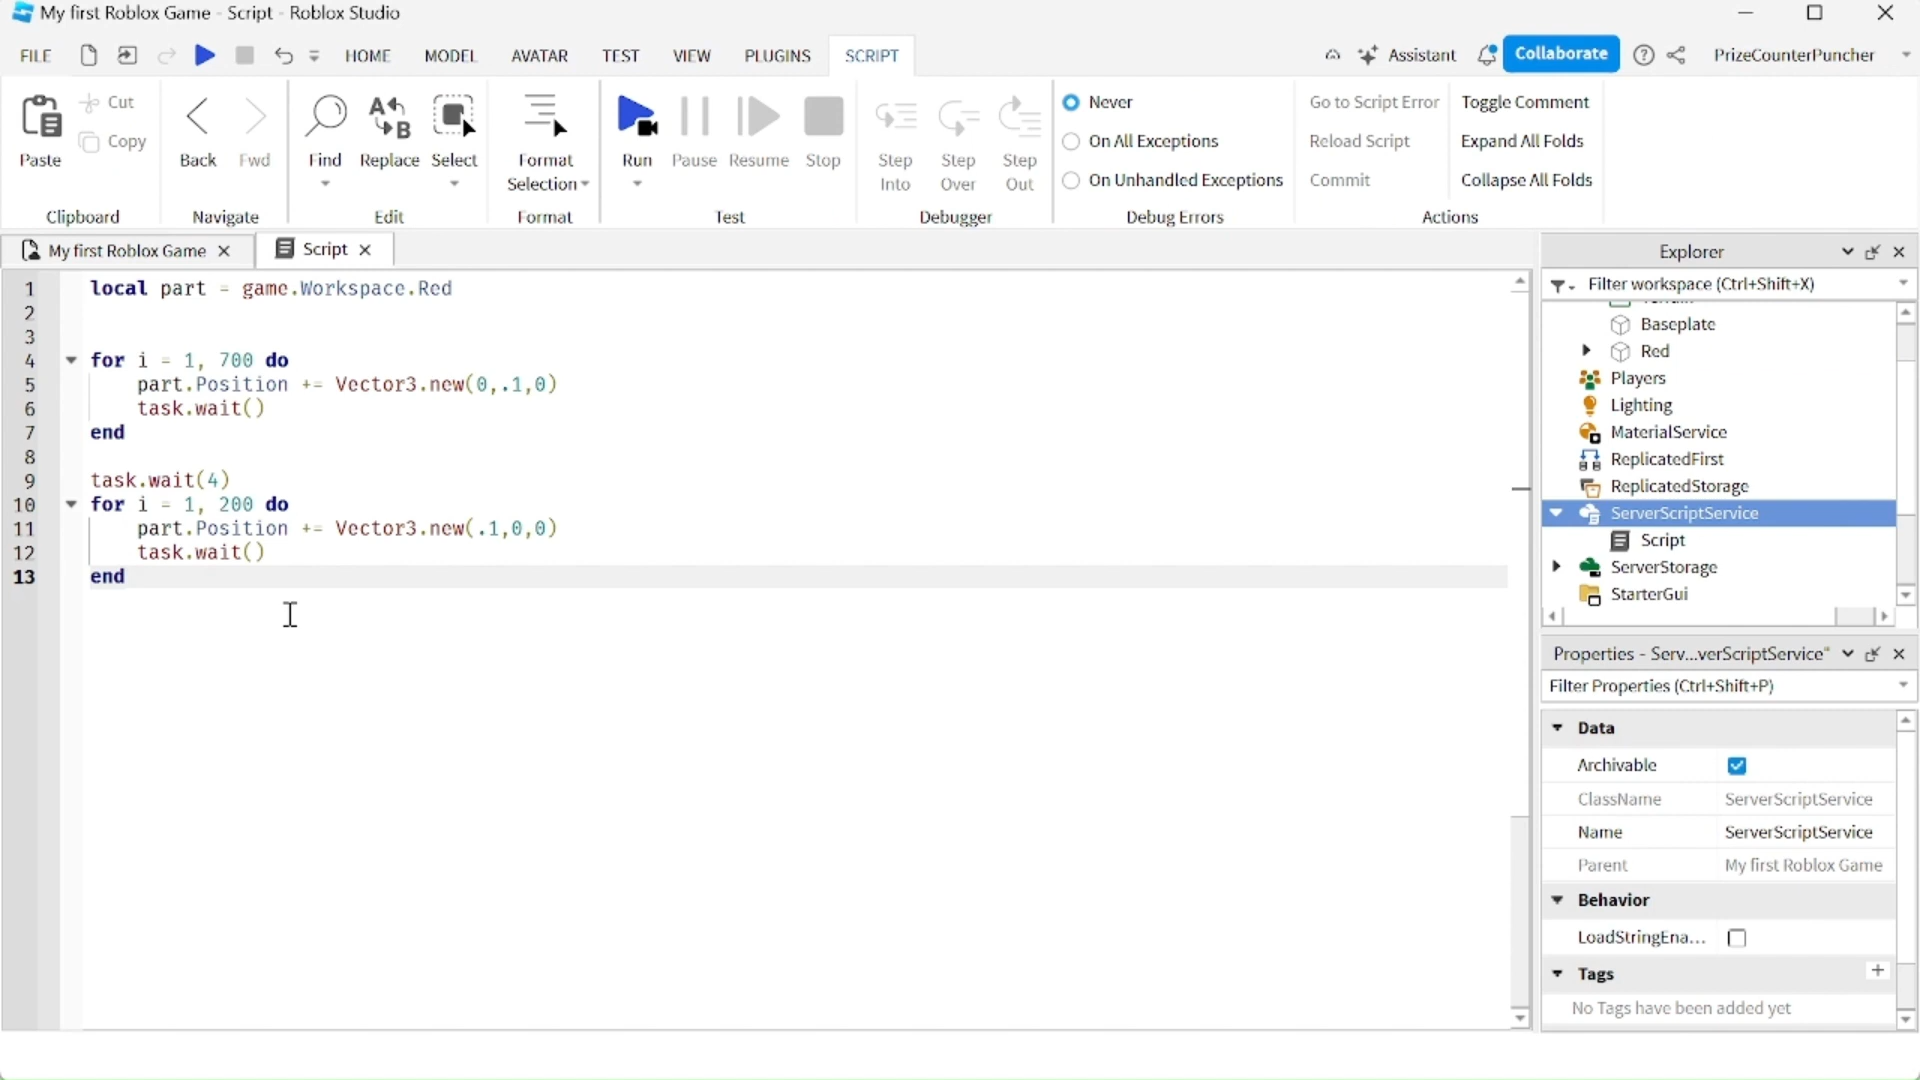 My first Roblox Game - Script - Roblox Studio
FILE HOME MODEL AVATAR TEST VIEW PLUGINS SCRIPT Assistant Collaborate PrizeCounterPuncher
Paste Cut Copy
Clipboard
Back Fwd
Navigate
Find Replace Select
Edit
Format Selection
Format
Run Pause Resume Stop
Test
Step Into
Step Over
Step Out
Debugger
Never
On All Exceptions
On Unhandled Exceptions
Debug Errors
Go to Script Error
Reload Script
Commit
Toggle Comment
Expand All Folds
Collapse All Folds
Actions
My first Roblox Game
Script
1 local part = game.Workspace.Red
2
3
4 for i = 1, 700 do
5 part.Position += Vector3.new(0,.1,0)
6 task.wait()
7 end
8
9 task.wait(4)
10 for i = 1, 200 do
11 part.Position += Vector3.new(.1,0,0)
12 task.wait()
13 end
Explorer
Filter workspace (Ctrl+Shift+X)
Baseplate
Red
Players
Lighting
MaterialService
ReplicatedFirst
ReplicatedStorage
ServerScriptService
Script
ServerStorage
StarterGui
Properties - Serv...verScriptService"
Filter Properties (Ctrl+Shift+P)
Data
Archivable
ClassName ServerScriptService
Name ServerScriptService
Parent My first Roblox Game
Behavior
LoadStringEna...
Tags +
No Tags have been added yet